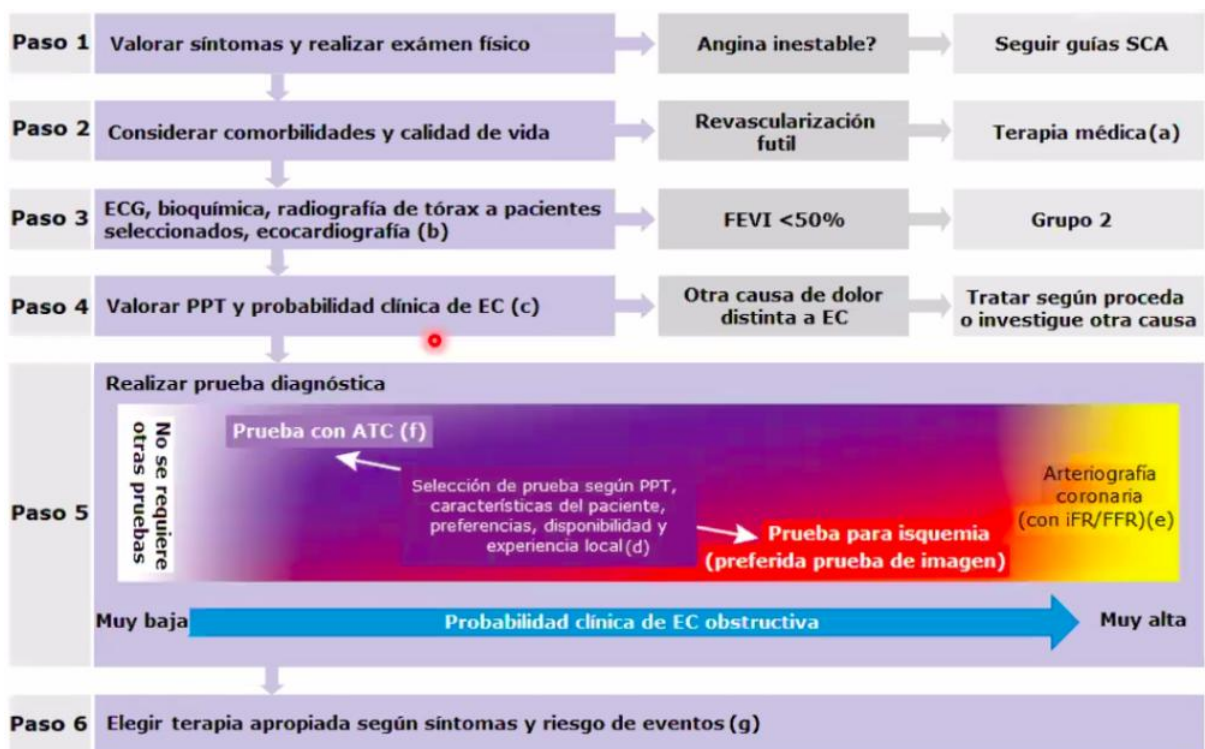 Paso 1
Valorar síntomas y realizar exámen físico
Angina inestable?
Seguir guías SCA
Paso 2
Considerar comorbilidades y calidad de vida
Revascularización
futil
Terapia médica(a)
Paso 3
ECG, bioquímica, radiografía de tórax a pacientes
seleccionados, ecocardiografía (b)
FEVI <50%
Grupo 2
Paso 4
Valorar PPT y probabilidad clínica de EC (c)
Otra causa de dolor
distinta a EC
Tratar según proceda
o investigue otra causa
Paso 5
Realizar prueba diagnóstica
No se requiere
otras pruebas
Prueba con ATC (f)
Selección de prueba según PPT,
características del paciente,
preferencias, disponibilidad y
experiencia local(d)
Prueba para isquemia
(preferida prueba de imagen)
Arteriografía
coronaria
(con iFR/FFR)(e)
Muy baja
Probabilidad clínica de EC obstructiva
Muy alta
Paso 6
Elegir terapia apropiada según síntomas y riesgo de eventos (g)